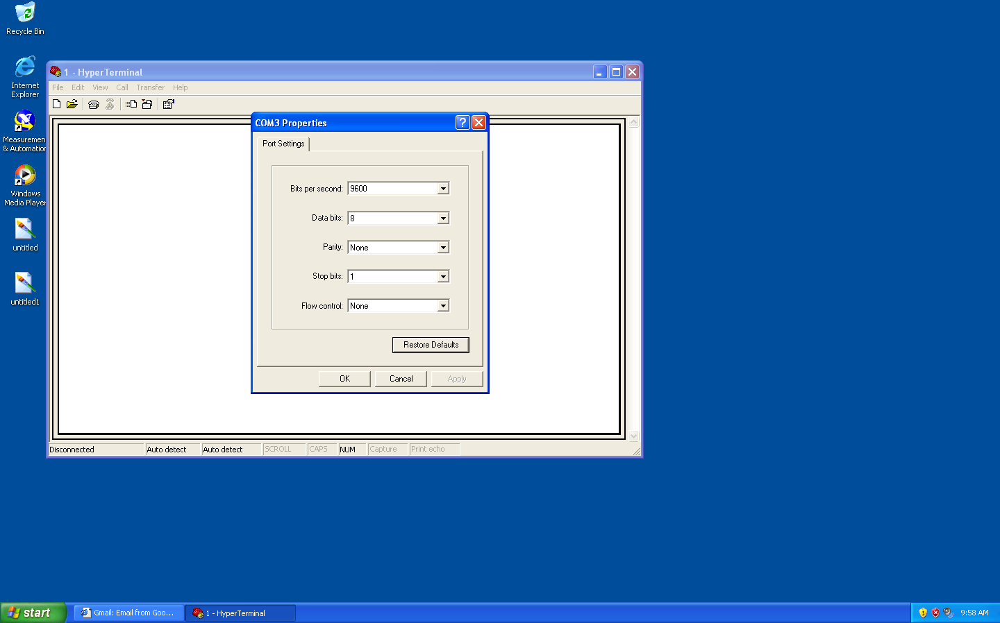 Recycle Bin
Internet
Explorer
Measuremen
& Automation
Windows
Media Player
untitled
untitled1
1 - HyperTerminal
File Edit View Call Transfer Help
COM3 Properties
?
Port Settings
Bits per second: 9600
Data bits: 8
Parity: None
Stop bits: 1
Flow control: None
Restore Defaults
OK Cancel Apply
Disconnected Auto detect Auto detect SCROLL CAPS NUM Capture Print echo
start Gmail: Email from Goo... 1 - HyperTerminal 9:58 AM